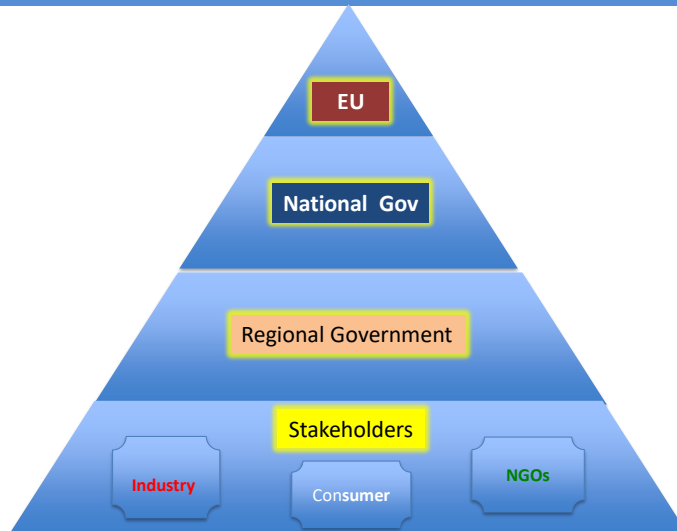 EU
National Gov
Regional Government
Stakeholders
Industry
Consumer
NGOs